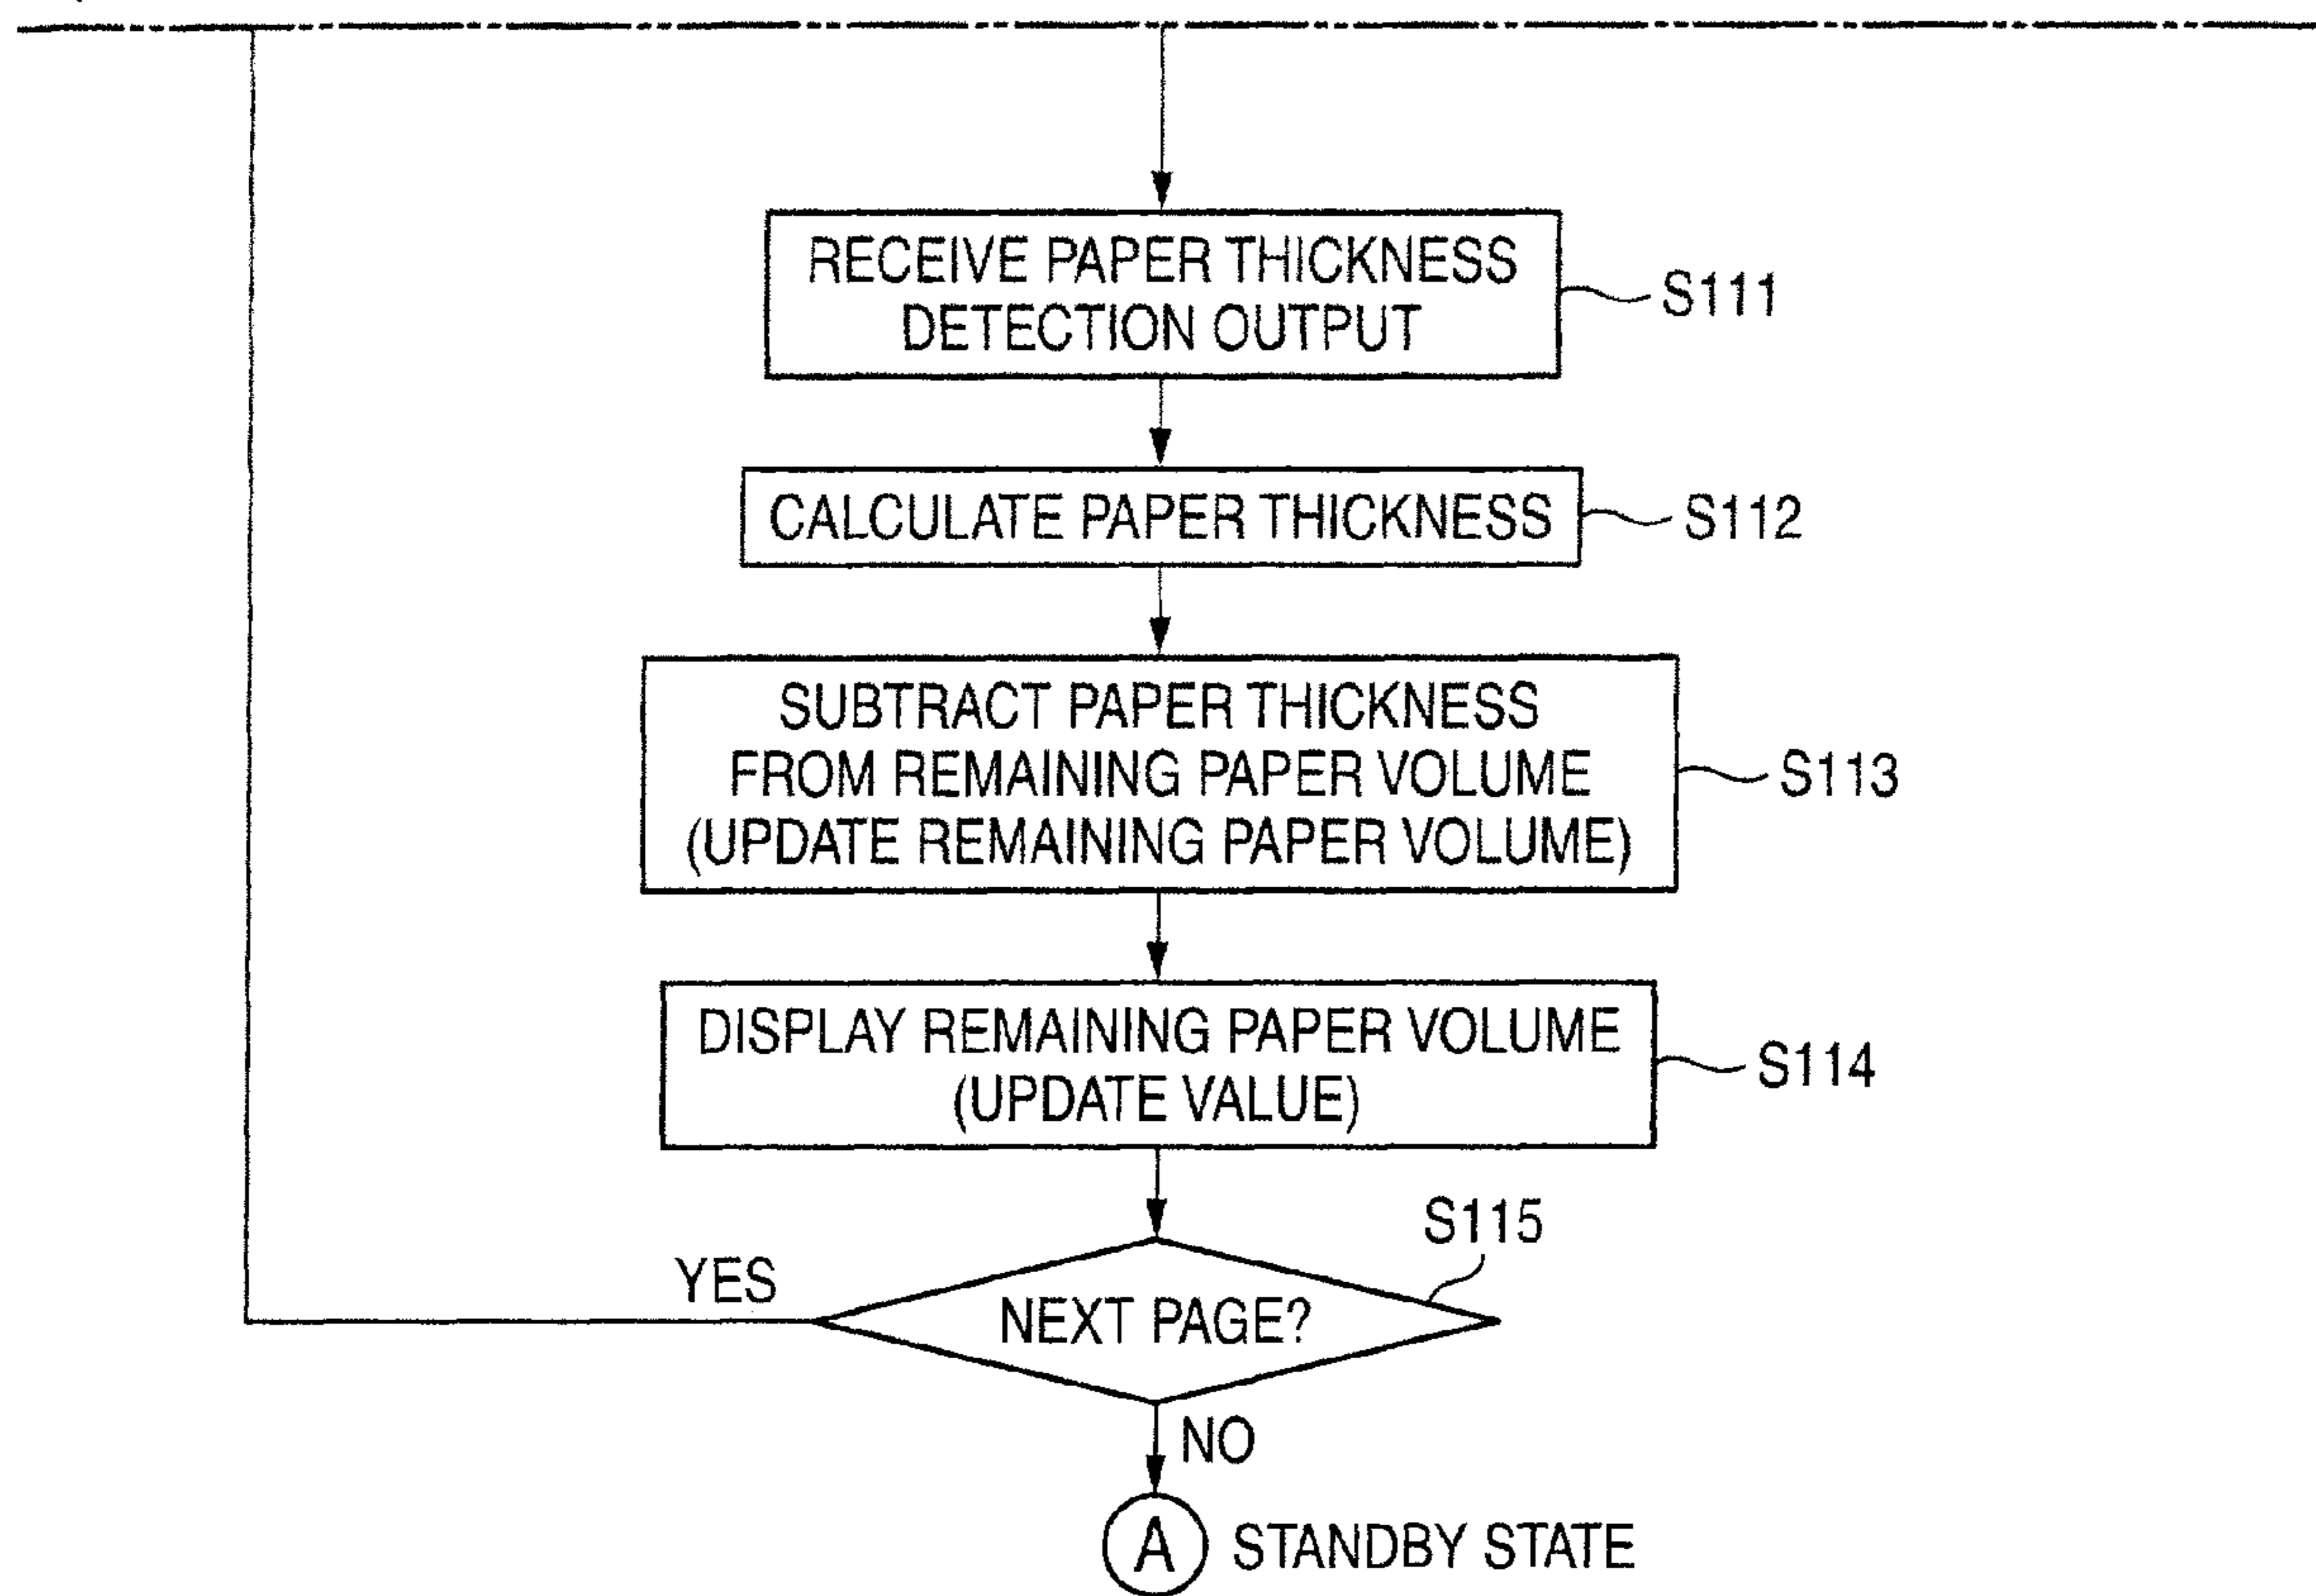 RECEIVE PAPER THICKNESS
DETECTION OUTPUT
S111
CALCULATE PAPER THICKNESS
S112
SUBTRACT PAPER THICKNESS
FROM REMAINING PAPER VOLUME
(UPDATE REMAINING PAPER VOLUME)
S113
DISPLAY REMAINING PAPER VOLUME
(UPDATE VALUE)
S114
S115
YES
NEXT PAGE?
NO
A STANDBY STATE